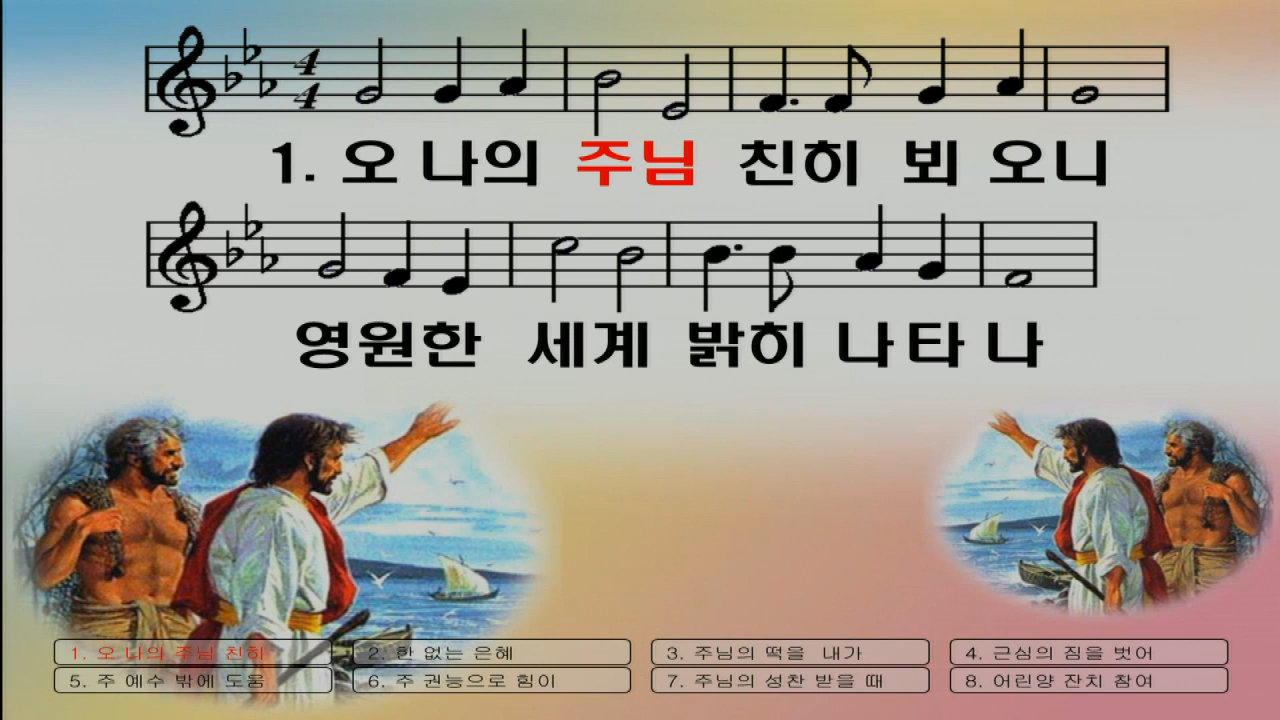 1. 오 나의 주님 친히 뵈 오니
영원한 세계 밝히 나타 나
1. 오 나의 주님 친히
2. 한 없는 은혜
3. 주님의 떡을 내가
4. 근심의 짐을 벗어
5. 주 예수 밖에 도움
6. 주 권능으로 힘이
7. 주님의 성찬 받을 때
8. 어린양 잔치 참여